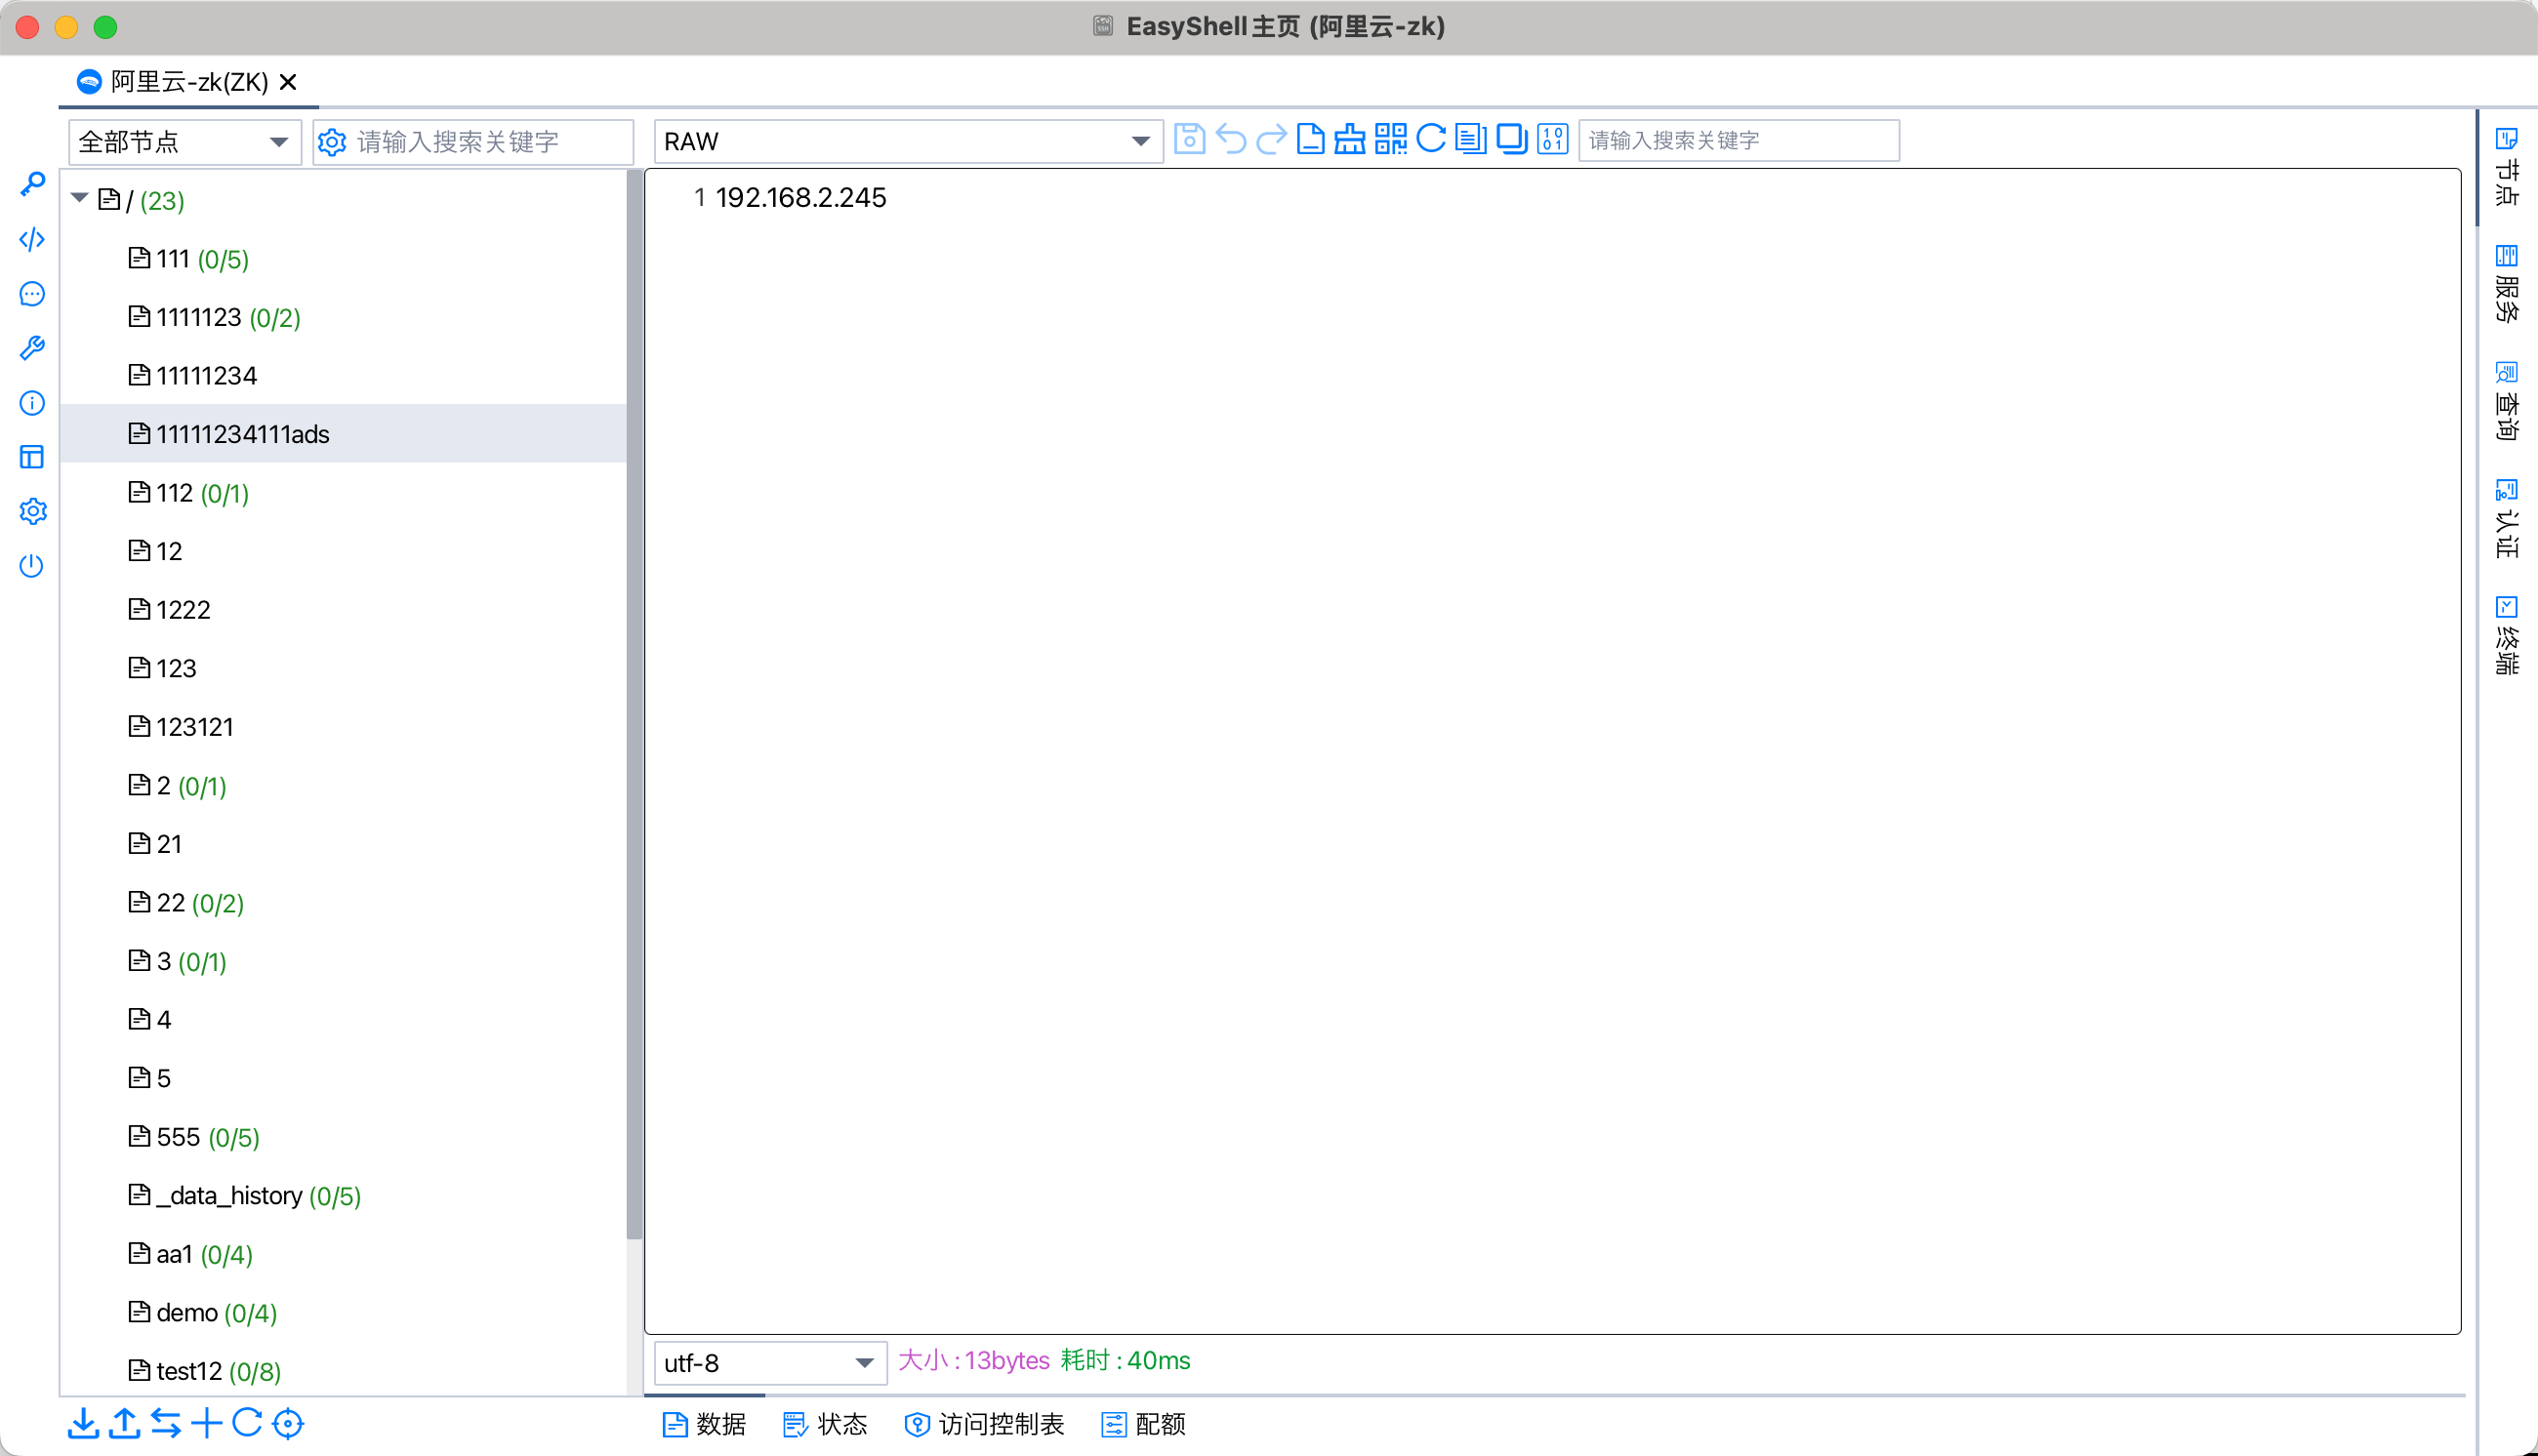 EasyShell主页 (阿里云-zk)
阿里云-zk(ZK)
全部节点
请输入搜索关键字
RAW
请输入搜索关键字
/ (23)
111 (0/5)
1111123 (0/2)
11111234
11111234111ads
112 (0/1)
12
1222
123
123121
2 (0/1)
21
22 (0/2)
3 (0/1)
4
5
555 (0/5)
_data_history (0/5)
aa1 (0/4)
demo (0/4)
test12 (0/8)
1 192.168.2.245
utf-8
大小 : 13bytes 耗时 : 40ms
数据
状态
访问控制表
配额
节点
服务
查询
认证
终端